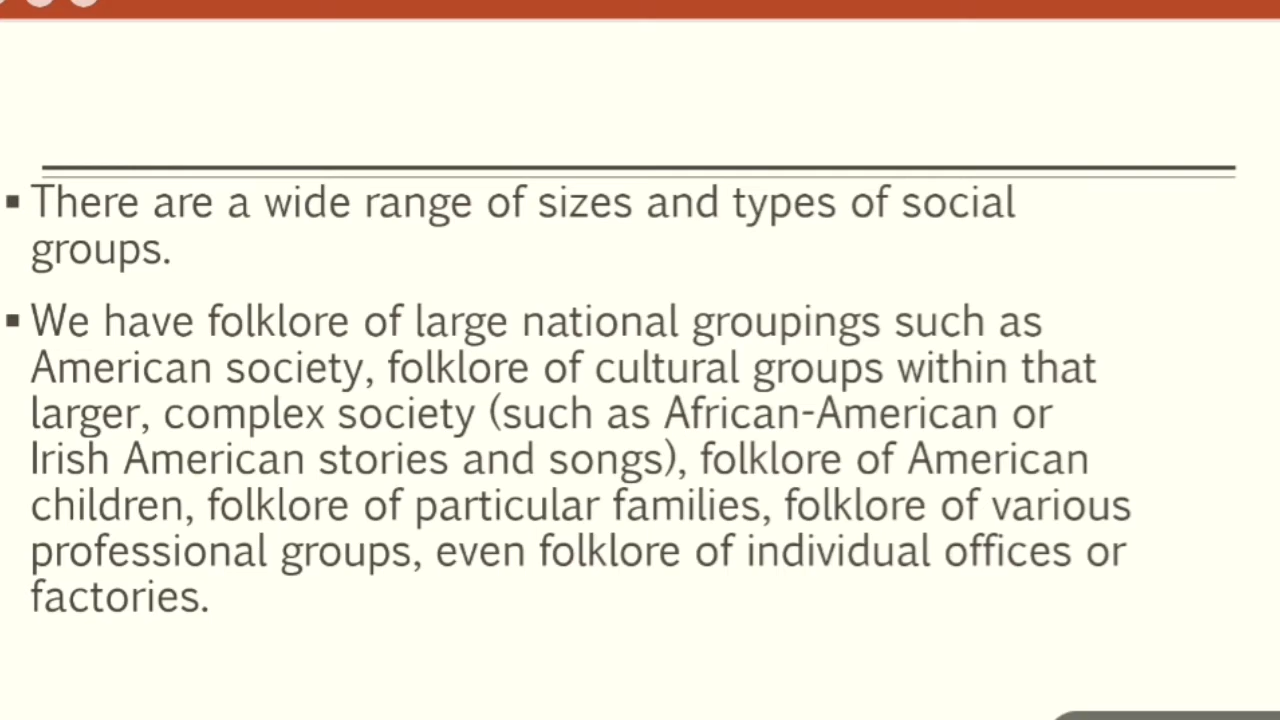 ▪ There are a wide range of sizes and types of social
groups.
▪ We have folklore of large national groupings such as
American society, folklore of cultural groups within that
larger, complex society (such as African-American or
Irish American stories and songs), folklore of American
children, folklore of particular families, folklore of various
professional groups, even folklore of individual offices or
factories.